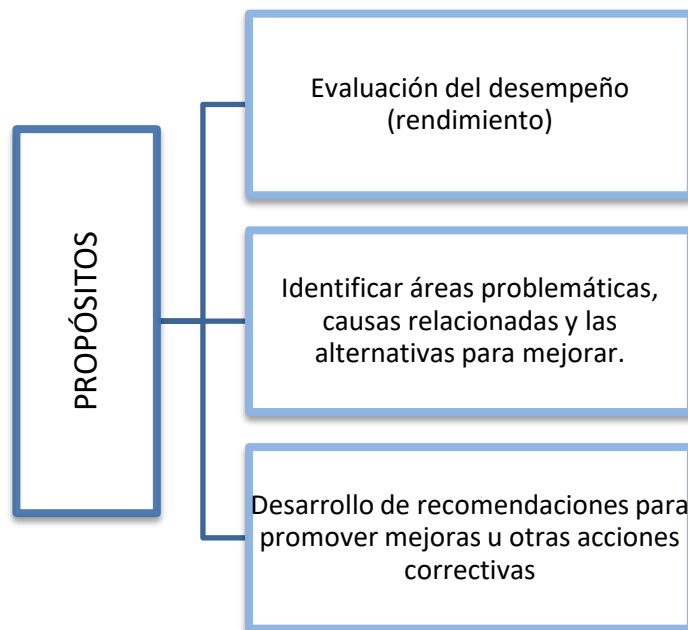 PROPÓSITOS
Evaluación del desempeño
(rendimiento)
Identificar áreas problemáticas,
causas relacionadas y las
alternativas para mejorar.
Desarrollo de recomendaciones para
promover mejoras u otras acciones
correctivas